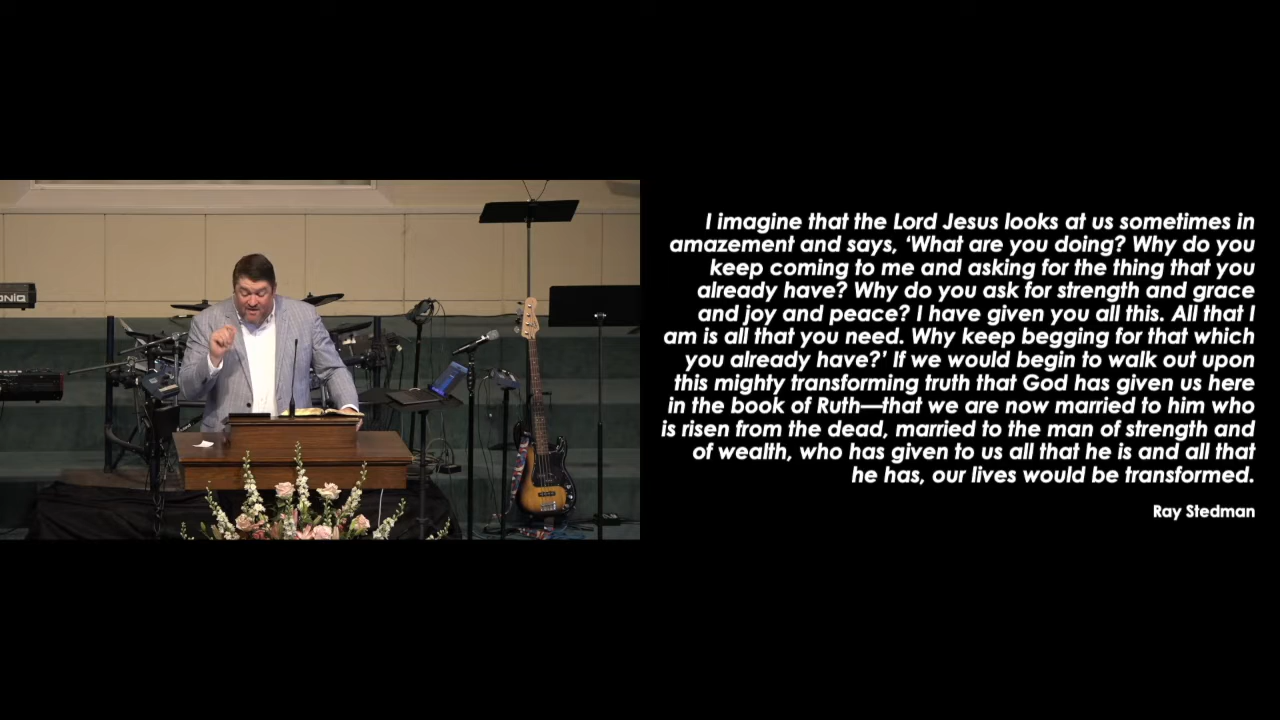 ONIQ
I imagine that the Lord Jesus looks at us sometimes in
amazement and says, ‘What are you doing? Why do you
keep coming to me and asking for the thing that you
already have? Why do you ask for strength and grace
and joy and peace? I have given you all this. All that I
am is all that you need. Why keep begging for that which
you already have?’ If we would begin to walk out upon
this mighty transforming truth that God has given us here
in the book of Ruth—that we are now married to him who
is risen from the dead, married to the man of strength and
of wealth, who has given to us all that he is and all that
he has, our lives would be transformed.
Ray Stedman